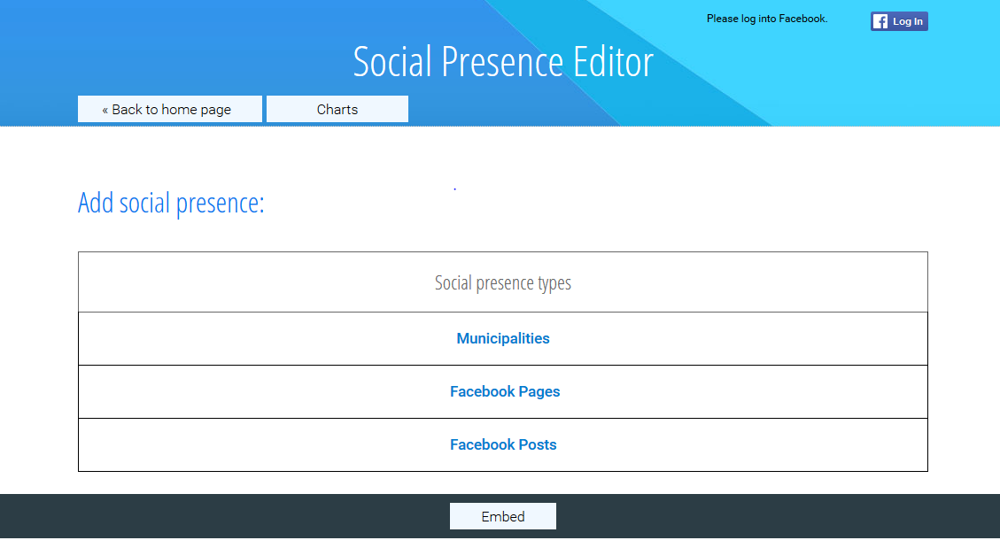 Please log into Facebook.
Log In
Social Presence Editor
« Back to home page
Charts
Add social presence:
Social presence types
Municipalities
Facebook Pages
Facebook Posts
Embed